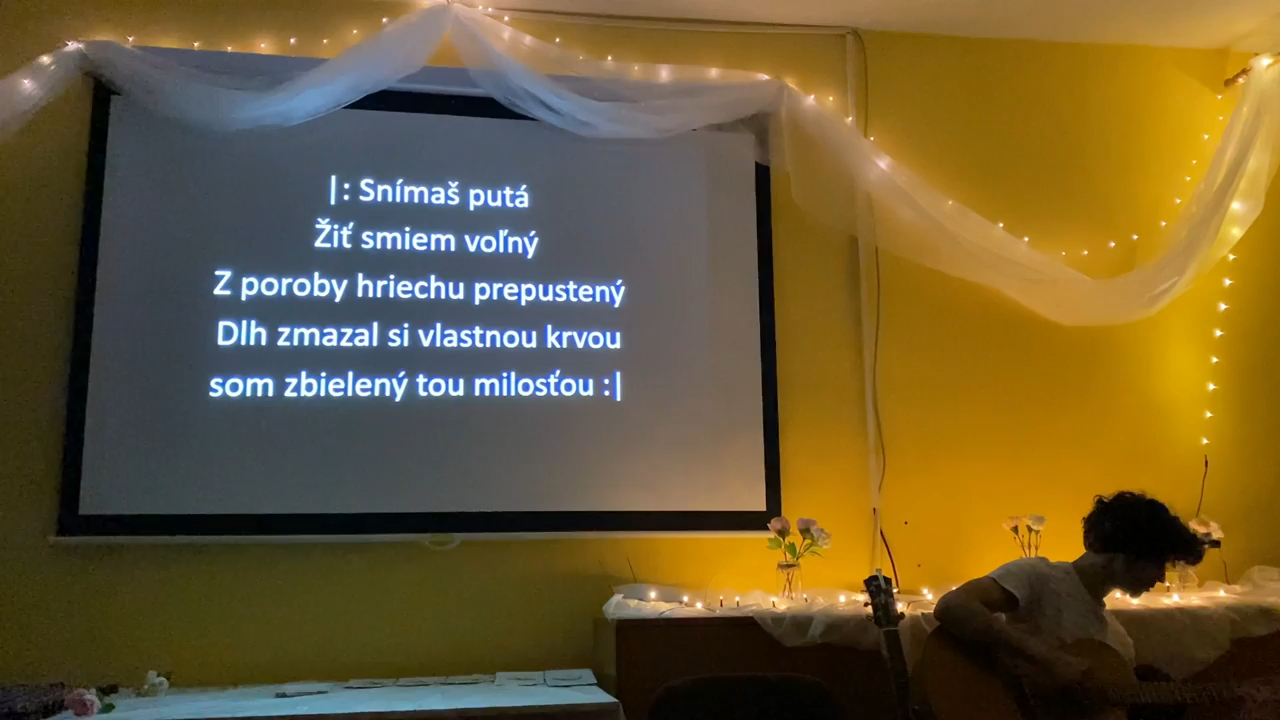 |: Snímaš putá
Žiť smiem voľný
Z poroby hriechu prepustený
Dlh zmazal si vlastnou krvou
som zbielený tou milosťou :|